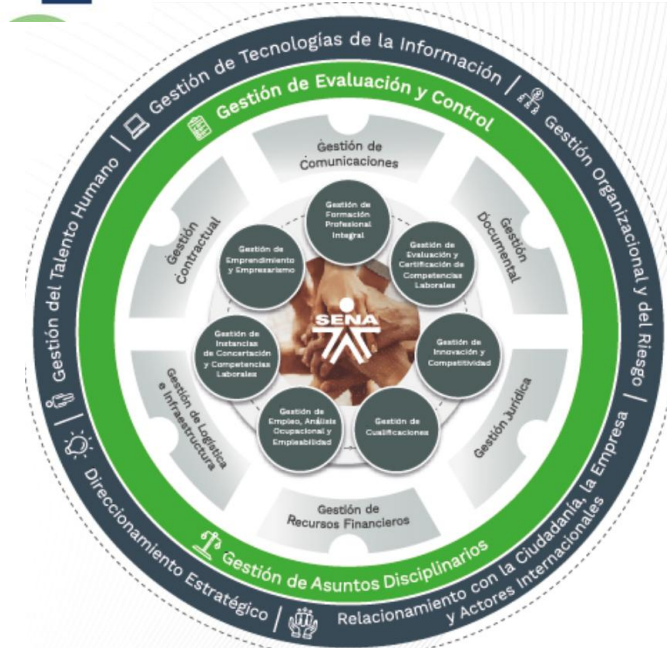 Gestión de Tecnologías de la Información
Gestión Organizacional y del Riesgo
Relacionamiento con la Ciudadanía, la Empresa
y Actores Internacionales
Direccionamiento Estratégico
Gestión del Talento Humano
Gestión de Evaluación y Control
Gestión de Asuntos Disciplinarios
Gestión de
Comunicaciones
Gestión
Documental
Gestión Jurídica
Gestión de
Recursos Financieros
Gestión de Logística
e Infraestructura
Gestión
Contractual
Gestión de
Formación
Profesional
Integral
Gestión de
Evaluación y
Certificación de
Competencias
Laborales
Gestión de
Innovación y
Competitividad
Gestión de
Cualificaciones
Gestión de
Empleo, Análisis
Ocupacional y
Empleabilidad
Gestión de
Instancias
de Concertación
y Competencias
Laborales
Gestión de
Emprendimiento
y Empresarismo
SENA